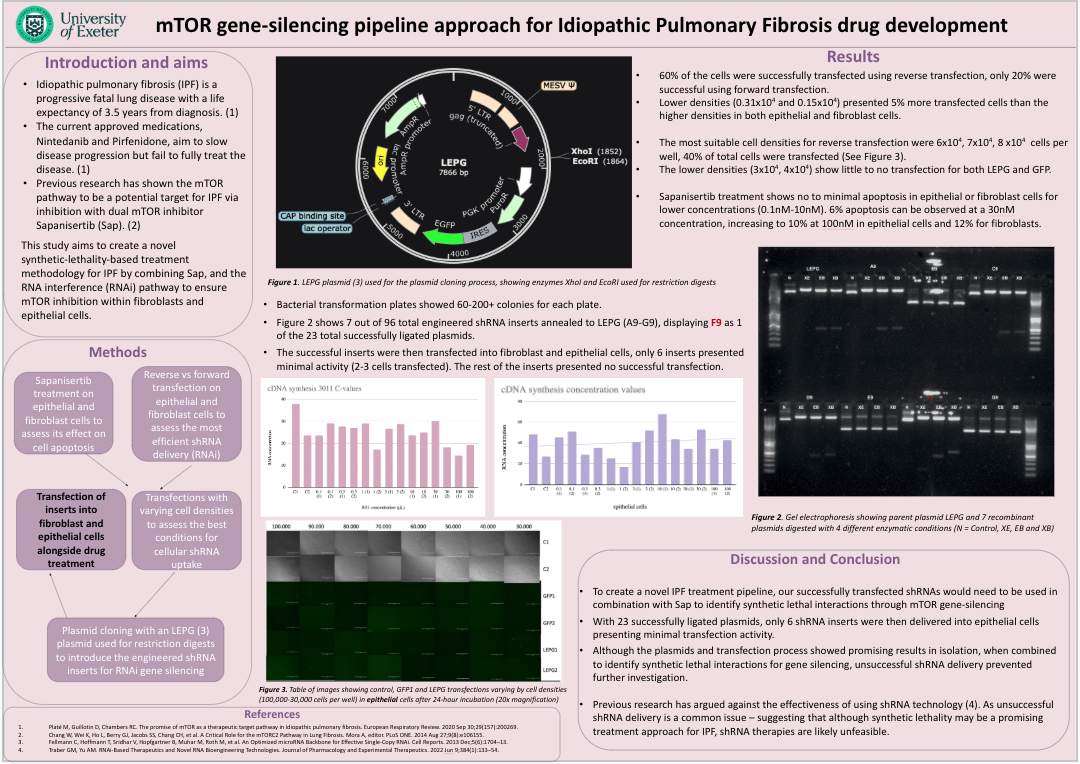 University
of Exeter
mTOR gene-silencing pipeline approach for Idiopathic Pulmonary Fibrosis drug development
Introduction and aims
• Idiopathic pulmonary fibrosis (IPF) is a
progressive fatal lung disease with a life
expectancy of 3.5 years from diagnosis. (1)
• The current approved medications,
Nintedanib and Pirfenidone, aim to slow
disease progression but fail to fully treat the
disease. (1)
• Previous research has shown the mTOR
pathway to be a potential target for IPF via
inhibition with dual mTOR inhibitor
Sapanisertib (Sap). (2)
This study aims to create a novel
synthetic-lethality-based treatment
methodology for IPF by combining Sap, and the
RNA interference (RNAi) pathway to ensure
mTOR inhibition within fibroblasts and
epithelial cells.
Methods
Sapanisertib
treatment on
epithelial and
fibroblast cells to
assess its effect on
cell apoptosis
Reverse vs forward
transfection on
epithelial and
fibroblast cells to
assess the most
efficient shRNA
delivery (RNAi)
Transfection of
inserts into
fibroblast and
epithelial cells
alongside drug
treatment
Transfections with
varying cell densities
to assess the best
conditions for
cellular shRNA
uptake
Plasmid cloning with an LEPG (3)
plasmid used for restriction digests
to introduce the engineered shRNA
inserts for RNAi gene silencing
LEPG
7866 bp
1000
2000
3000
4000
5000
6000
7000
MESV Ψ
5' LTR
gag (truncated)
XhoI (1852)
EcoRI (1864)
PGK promoter
PuroR
IRES
EGFP
3' LTR
CAP binding site
lac operator
lac promoter
ori
AmpR
AmpR promoter
Figure 1. LEPG plasmid (3) used for the plasmid cloning process, showing enzymes XhoI and EcoRI used for restriction digests
• Bacterial transformation plates showed 60-200+ colonies for each plate.
• Figure 2 shows 7 out of 96 total engineered shRNA inserts annealed to LEPG (A9-G9), displaying F9 as 1
of the 23 total successfully ligated plasmids.
• The successful inserts were then transfected into fibroblast and epithelial cells, only 6 inserts presented
minimal activity (2-3 cells transfected). The rest of the inserts presented no successful transfection.
cDNA synthesis 3011 C-values
RNA concentration
3011 concentration (μL)
cDNA synthesis concentration values
RNA concentration
epithelial cells
100.000 90.000 80.000 70.000 60.000 50.000 40.000 30.000
C1
C2
GFP1
GFP2
LEPG1
LEPG2
Figure 3. Table of images showing control, GFP1 and LEPG transfections varying by cell densities
(100,000-30,000 cells per well) in epithelial cells after 24-hour incubation (20x magnification)
Results
• 60% of the cells were successfully transfected using reverse transfection, only 20% were
successful using forward transfection.
• Lower densities (0.31x10⁴ and 0.15x10⁴) presented 5% more transfected cells than the
higher densities in both epithelial and fibroblast cells.
• The most suitable cell densities for reverse transfection were 6x10⁴, 7x10⁴, 8 x10⁴ cells per
well, 40% of total cells were transfected (See Figure 3).
• The lower densities (3x10⁴, 4x10⁴) show little to no transfection for both LEPG and GFP.
• Sapanisertib treatment shows no to minimal apoptosis in epithelial or fibroblast cells for
lower concentrations (0.1nM-10nM). 6% apoptosis can be observed at a 30nM
concentration, increasing to 10% at 100nM in epithelial cells and 12% for fibroblasts.
LEPG A9 B9 C9
N XE EB XB
D9 E9 G9
Figure 2. Gel electrophoresis showing parent plasmid LEPG and 7 recombinant
plasmids digested with 4 different enzymatic conditions (N = Control, XE, EB and XB)
Discussion and Conclusion
• To create a novel IPF treatment pipeline, our successfully transfected shRNAs would need to be used in
combination with Sap to identify synthetic lethal interactions through mTOR gene-silencing
• With 23 successfully ligated plasmids, only 6 shRNA inserts were then delivered into epithelial cells
presenting minimal transfection activity.
• Although the plasmids and transfection process showed promising results in isolation, when combined
to identify synthetic lethal interactions for gene silencing, unsuccessful shRNA delivery prevented
further investigation.
• Previous research has argued against the effectiveness of using shRNA technology (4). As unsuccessful
shRNA delivery is a common issue – suggesting that although synthetic lethality may be a promising
treatment approach for IPF, shRNA therapies are likely unfeasible.
References
1. Platé M, Guillotin D, Chambers RC. The promise of mTOR as a therapeutic target pathway in idiopathic pulmonary fibrosis. European Respiratory Review. 2020 Sep 30;29(157):200269.
2. Chang W, Wei K, Ho L, Berry GJ, Jacobs SS, Chang CH, et al. A Critical Role for the mTORC2 Pathway in Lung Fibrosis. Mora A, editor. PLoS ONE. 2014 Aug 27;9(8):e106155.
3. Fellmann C, Hoffmann T, Sridhar V, Hopfgartner B, Muhar M, Roth M, et al. An Optimized microRNA Backbone for Effective Single-Copy RNAi. Cell Reports. 2013 Dec;5(6):1704–13.
4. Traber GM, Yu AM. RNAi-Based Therapeutics and Novel RNA Bioengineering Technologies. Journal of Pharmacology and Experimental Therapeutics. 2022 Jun 9;384(1):133–54.